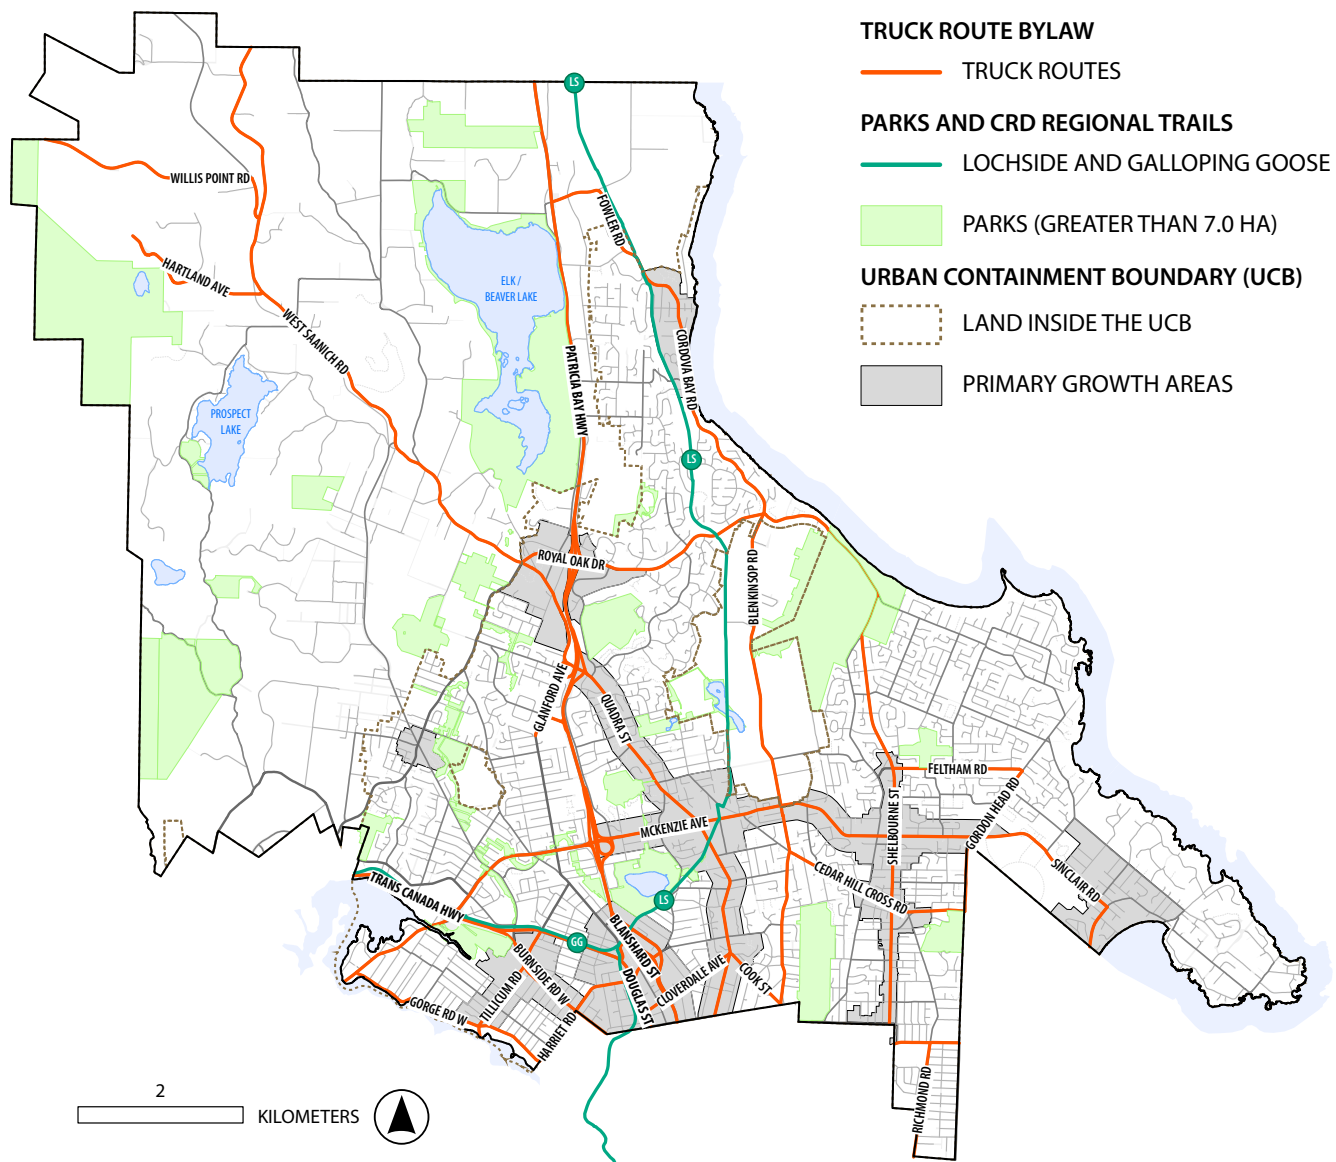 TRUCK ROUTE BYLAW
TRUCK ROUTES
PARKS AND CRD REGIONAL TRAILS
LOCHSIDE AND GALLOPING GOOSE
PARKS (GREATER THAN 7.0 HA)
URBAN CONTAINMENT BOUNDARY (UCB)
LAND INSIDE THE UCB
PRIMARY GROWTH AREAS
LS
WILLIS POINT RD
FOWLER RD
HARTLAND AVE
ELK /
BEAVER LAKE
WEST SAANICH RD
PATRICIA BAY HWY
CORDOVA BAY RD
PROSPECT
LAKE
LS
ROYAL OAK DR
BLENKINSOP RD
GLANFORD AVE
QUADRA ST
FELTHAM RD
SHELBOURNE ST
GORDON HEAD RD
MCKENZIE AVE
SINCLAIR RD
CEDAR HILL CROSS RD
TRANS CANADA HWY
LS
GG
BLANSHARD ST
BURNSIDE RD W
TILLICUM RD
DOUGLAS ST
CLOVERDALE AVE
COOK ST
GORGE RD W
HARRIET RD
RICHMOND RD
2
KILOMETERS